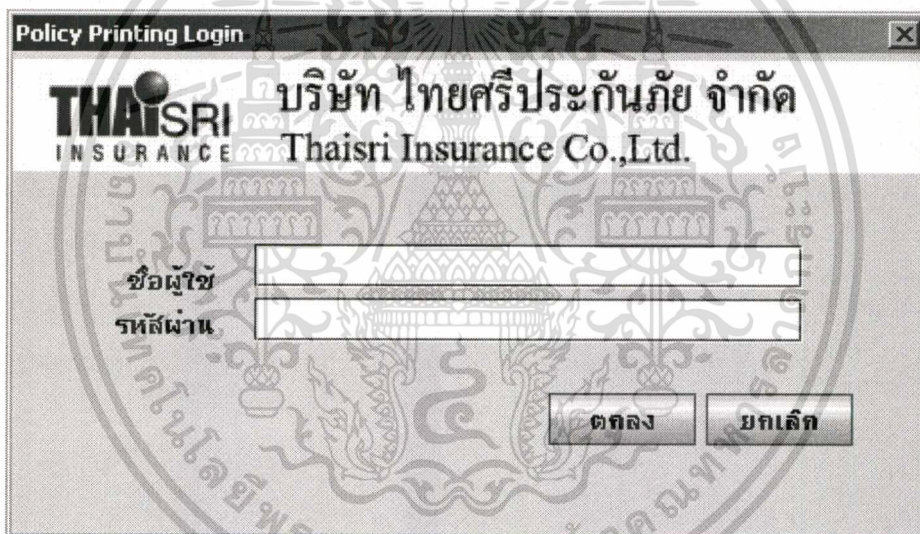 Policy Printing Login
THAiSRI
INSURANCE
บริษัท ไทยศรีประกันภัย จำกัด
Thaisri Insurance Co.,Ltd.
ชื่อผู้ใช้
รหัสผ่าน
ตกลง
ยกเลิก